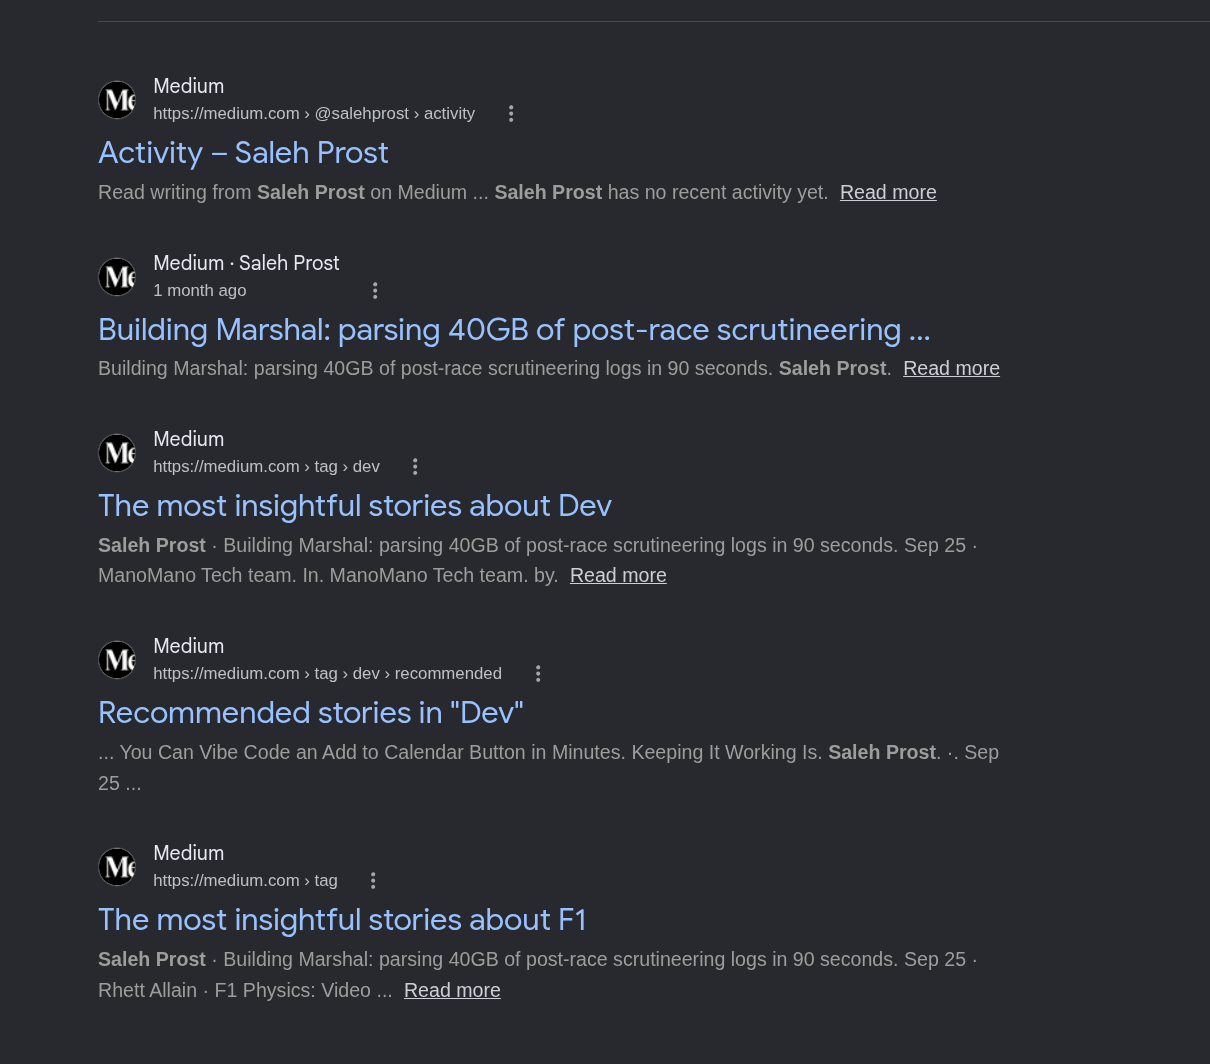 Medium
https://medium.com › @salehprost › activity
Activity – Saleh Prost
Read writing from Saleh Prost on Medium ... Saleh Prost has no recent activity yet. Read more
Medium · Saleh Prost
1 month ago
Building Marshal: parsing 40GB of post-race scrutineering ...
Building Marshal: parsing 40GB of post-race scrutineering logs in 90 seconds. Saleh Prost. Read more
Medium
https://medium.com › tag › dev
The most insightful stories about Dev
Saleh Prost · Building Marshal: parsing 40GB of post-race scrutineering logs in 90 seconds. Sep 25 ·
ManoMano Tech team. In. ManoMano Tech team. by. Read more
Medium
https://medium.com › tag › dev › recommended
Recommended stories in "Dev"
... You Can Vibe Code an Add to Calendar Button in Minutes. Keeping It Working Is. Saleh Prost. ·. Sep
25 ...
Medium
https://medium.com › tag
The most insightful stories about F1
Saleh Prost · Building Marshal: parsing 40GB of post-race scrutineering logs in 90 seconds. Sep 25 ·
Rhett Allain · F1 Physics: Video ... Read more